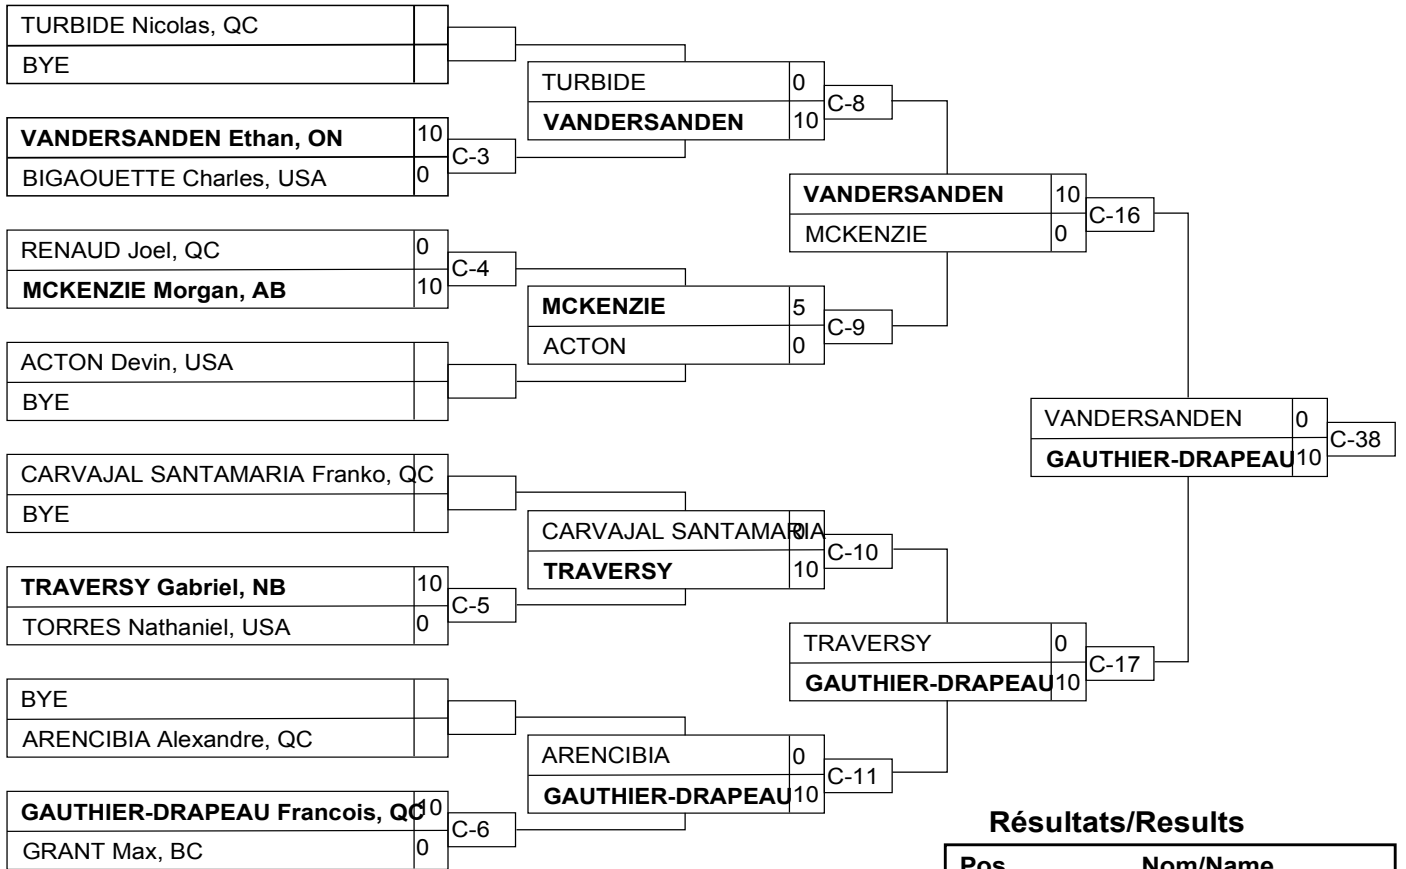 TURBIDE Nicolas, QC
BYE
TURBIDE 0
VANDERSANDEN 10
C-8
VANDERSANDEN Ethan, ON 10
BIGAOUETTE Charles, USA 0
C-3
VANDERSANDEN 10
MCKENZIE 0
C-16
RENAUD Joel, QC 0
MCKENZIE Morgan, AB 10
C-4
MCKENZIE 5
ACTON 0
C-9
ACTON Devin, USA
BYE
VANDERSANDEN 0
GAUTHIER-DRAPEAU 10
C-38
CARVAJAL SANTAMARIA Franko, QC
BYE
CARVAJAL SANTAMARIA 0
TRAVERSY 10
C-10
TRAVERSY Gabriel, NB 10
TORRES Nathaniel, USA 0
C-5
TRAVERSY 0
GAUTHIER-DRAPEAU 10
C-17
BYE
ARENCIBIA Alexandre, QC
ARENCIBIA 0
GAUTHIER-DRAPEAU 10
C-11
GAUTHIER-DRAPEAU Francois, QC 10
GRANT Max, BC 0
C-6
Résultats/Results
Pos Nom/Name